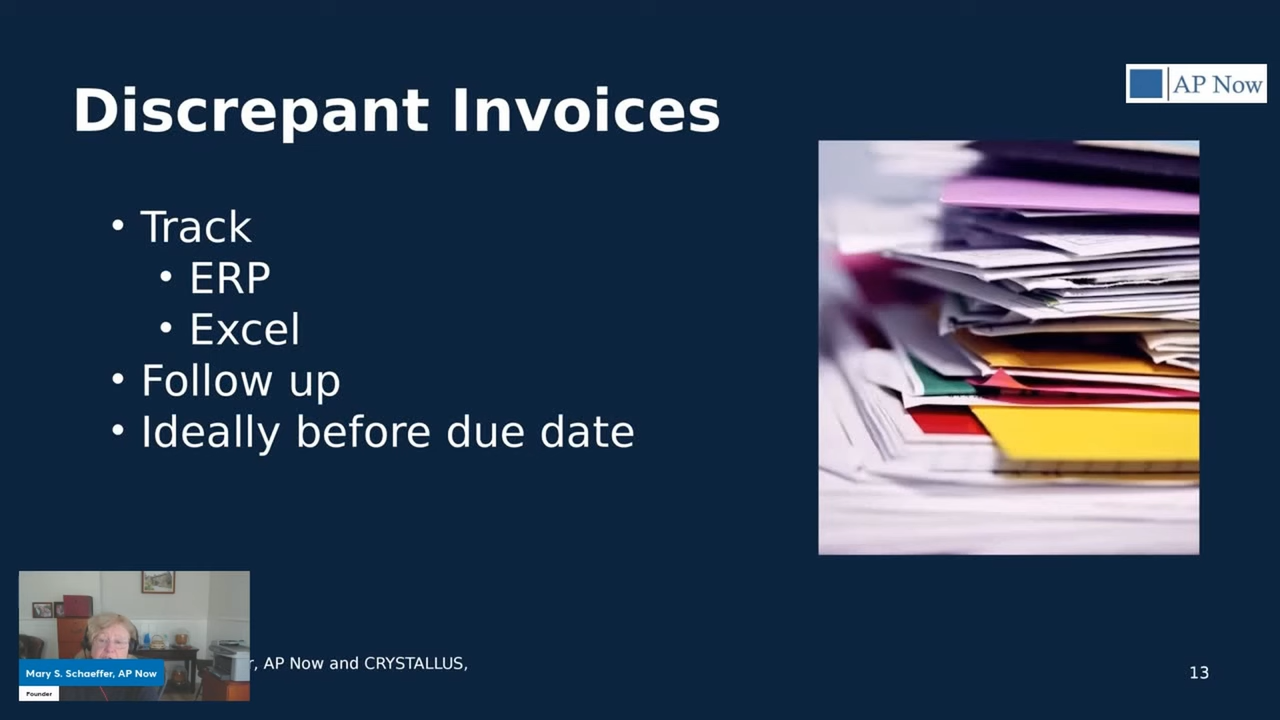 AP Now
Discrepant Invoices
• Track
• ERP
• Excel
• Follow up
• Ideally before due date
Mary S. Schaeffer, AP Now
Founder
, AP Now and CRYSTALLUS,
13